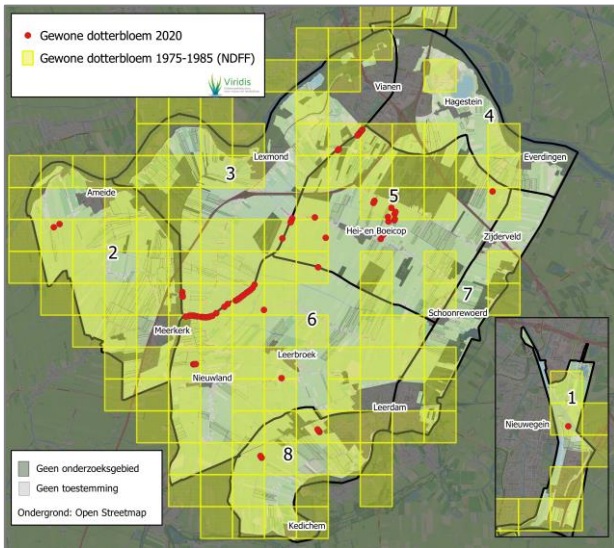 Gewone dotterbloem 2020
Gewone dotterbloem 1975-1985 (NDFF)
Viridis
Vianen
Hagestein
4
Lexmond
3
Everdingen
Ameide
5
Hei- en Boeicop
Zijderveld
2
7
Schoonrewoerd
6
Meerkerk
Leerbroek
Nieuwland
Leerdam
1
Nieuwegein
8
Kedichem
Geen onderzoeksgebied
Geen toestemming
Ondergrond: Open Streetmap